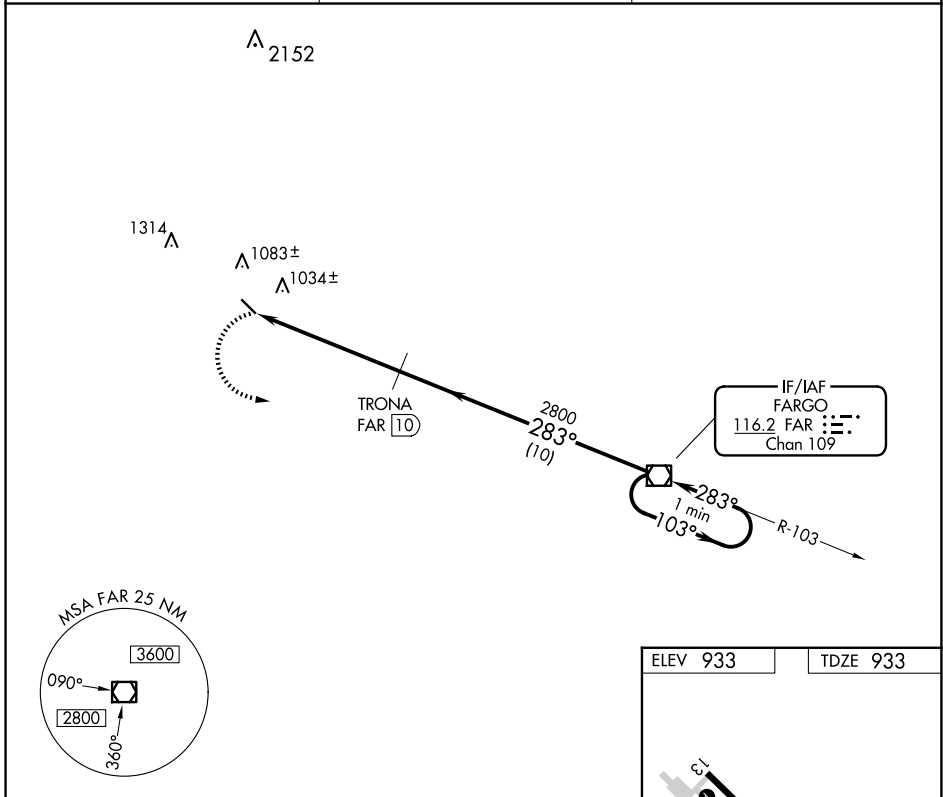 2152
1314
1083±
1034±
TRONA
FAR 10
2800
283°
(10)
IF/IAF
FARGO
116.2 FAR
Chan 109
283°
1 min
103°
R-103
MSA FAR 25 NM
3600
090°
2800
360°
ELEV 933
TDZE 933
13